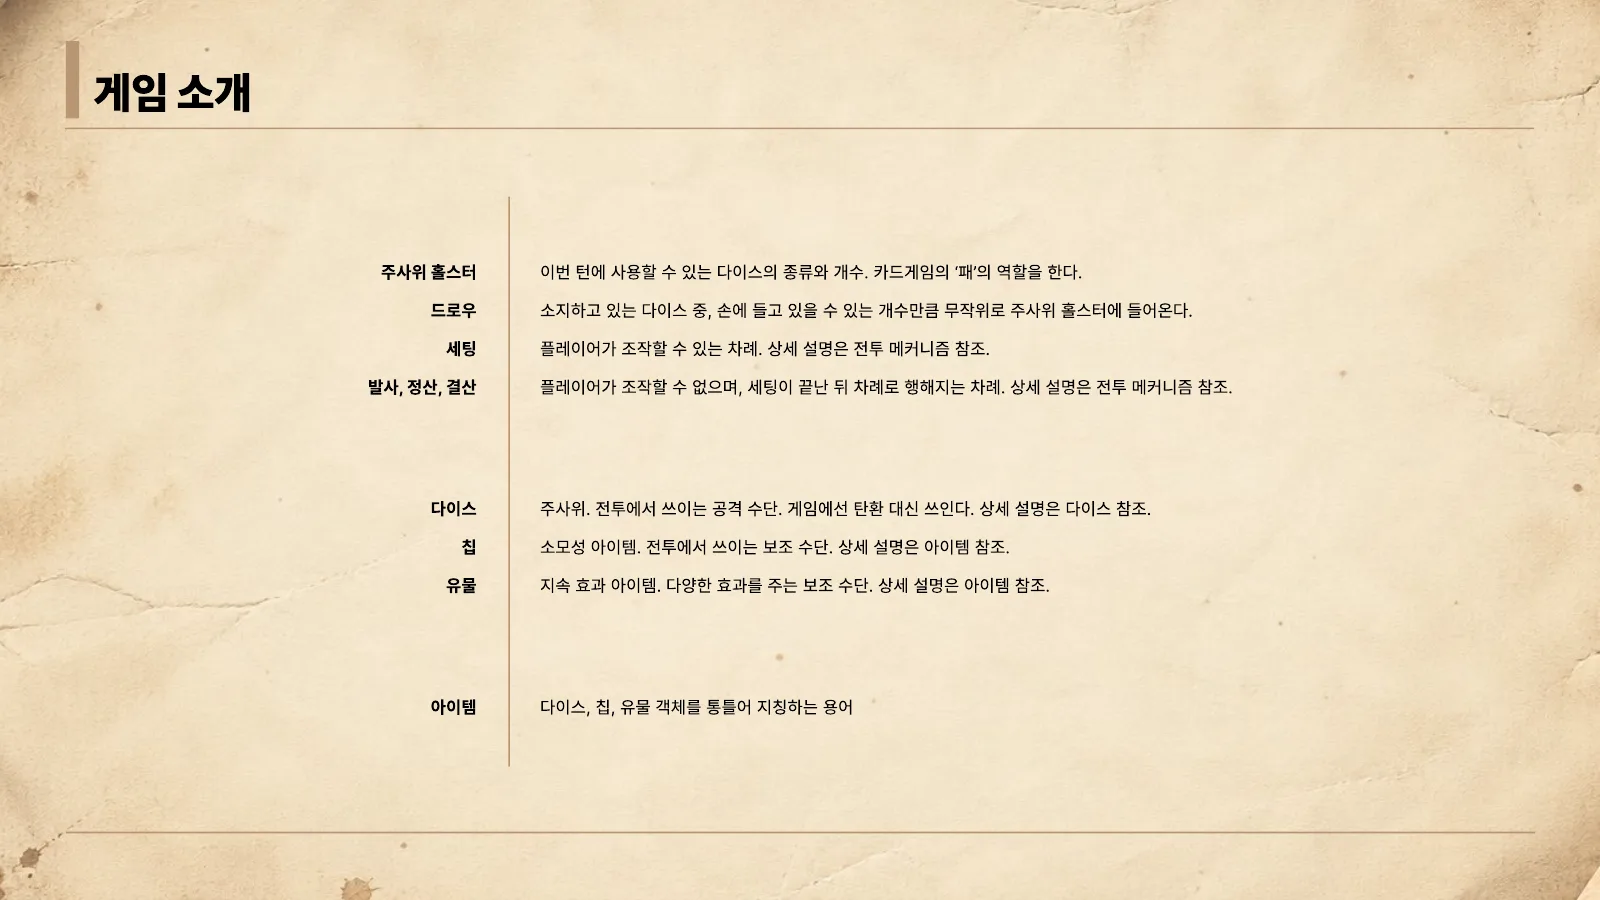 게임 소개
주사위 홀스터 이번 턴에 사용할 수 있는 다이스의 종류와 개수. 카드게임의 ‘패’의 역할을 한다.
드로우 소지하고 있는 다이스 중, 손에 들고 있을 수 있는 개수만큼 무작위로 주사위 홀스터에 들어온다.
세팅 플레이어가 조작할 수 있는 차례. 상세 설명은 전투 메커니즘 참조.
발사, 정산, 결산 플레이어가 조작할 수 없으며, 세팅이 끝난 뒤 차례로 행해지는 차례. 상세 설명은 전투 메커니즘 참조.
다이스 주사위. 전투에서 쓰이는 공격 수단. 게임에선 탄환 대신 쓰인다. 상세 설명은 다이스 참조.
칩 소모성 아이템. 전투에서 쓰이는 보조 수단. 상세 설명은 아이템 참조.
유물 지속 효과 아이템. 다양한 효과를 주는 보조 수단. 상세 설명은 아이템 참조.
아이템 다이스, 칩, 유물 객체를 통틀어 지칭하는 용어